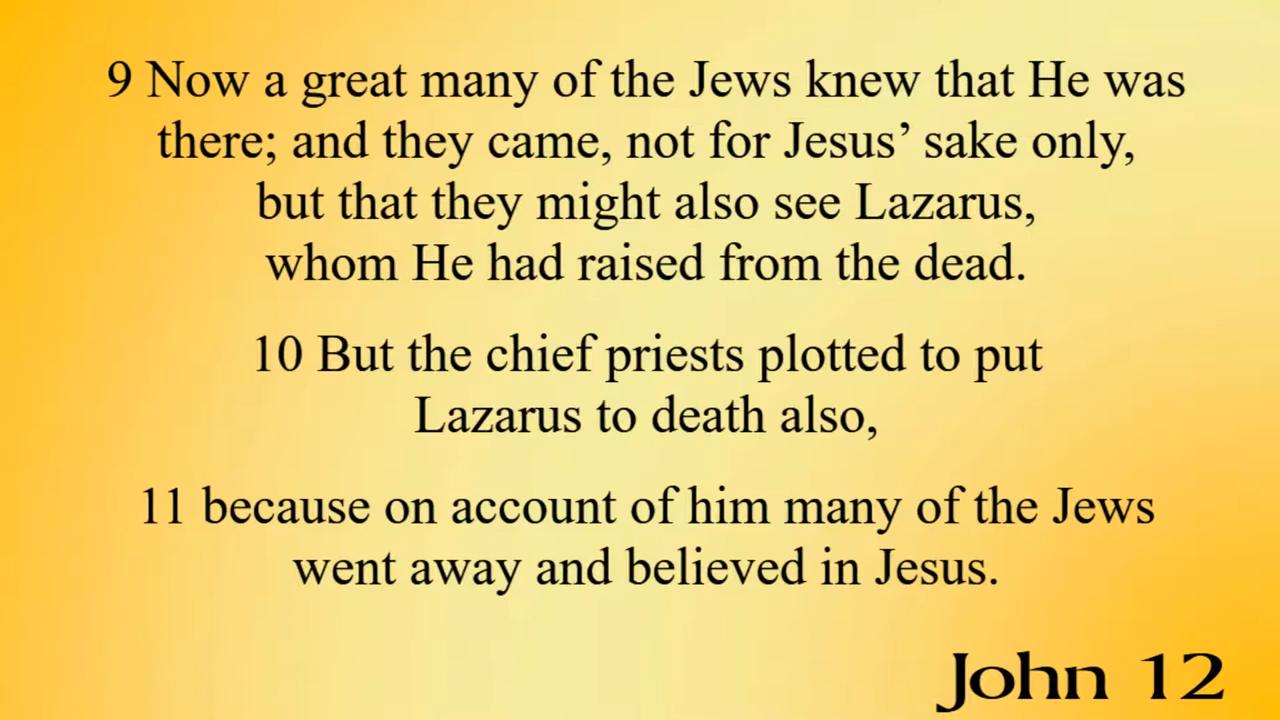 9 Now a great many of the Jews knew that He was
there; and they came, not for Jesus’ sake only,
but that they might also see Lazarus,
whom He had raised from the dead.
10 But the chief priests plotted to put
Lazarus to death also,
11 because on account of him many of the Jews
went away and believed in Jesus.
John 12